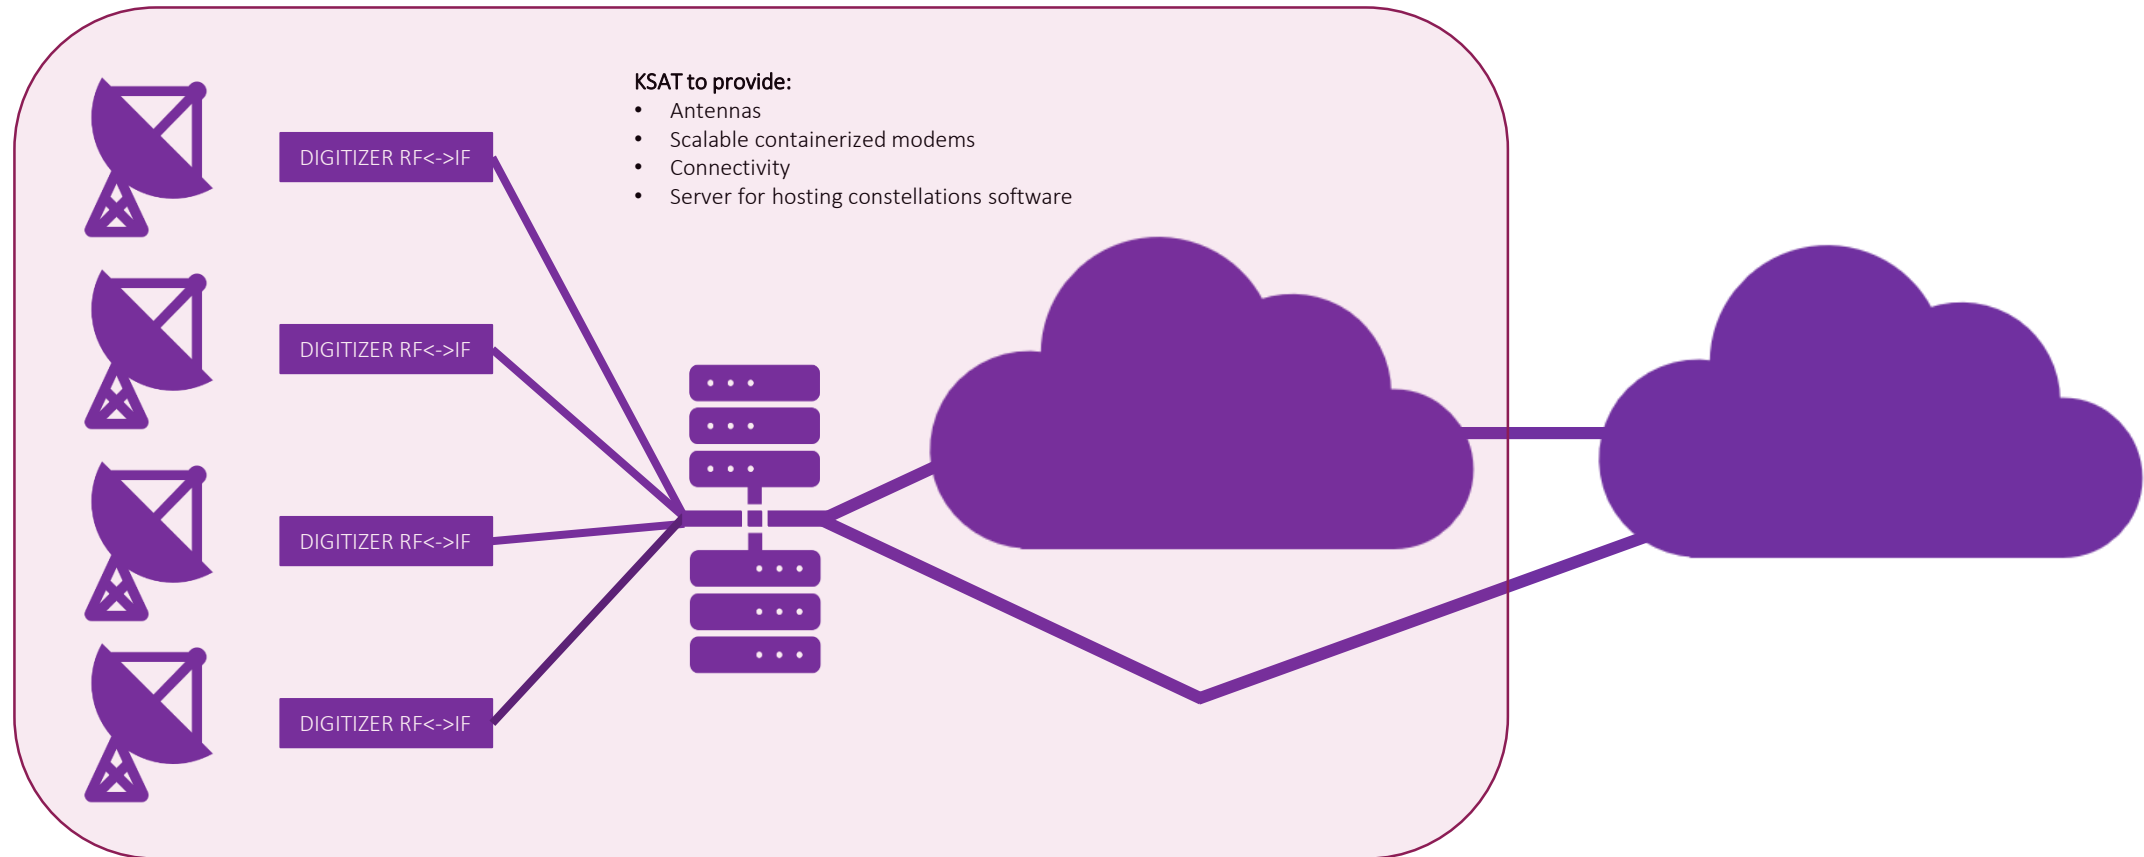 KSAT to provide:
• Antennas
• Scalable containerized modems
• Connectivity
• Server for hosting constellations software
DIGITIZER RF<->IF
DIGITIZER RF<->IF
DIGITIZER RF<->IF
DIGITIZER RF<->IF